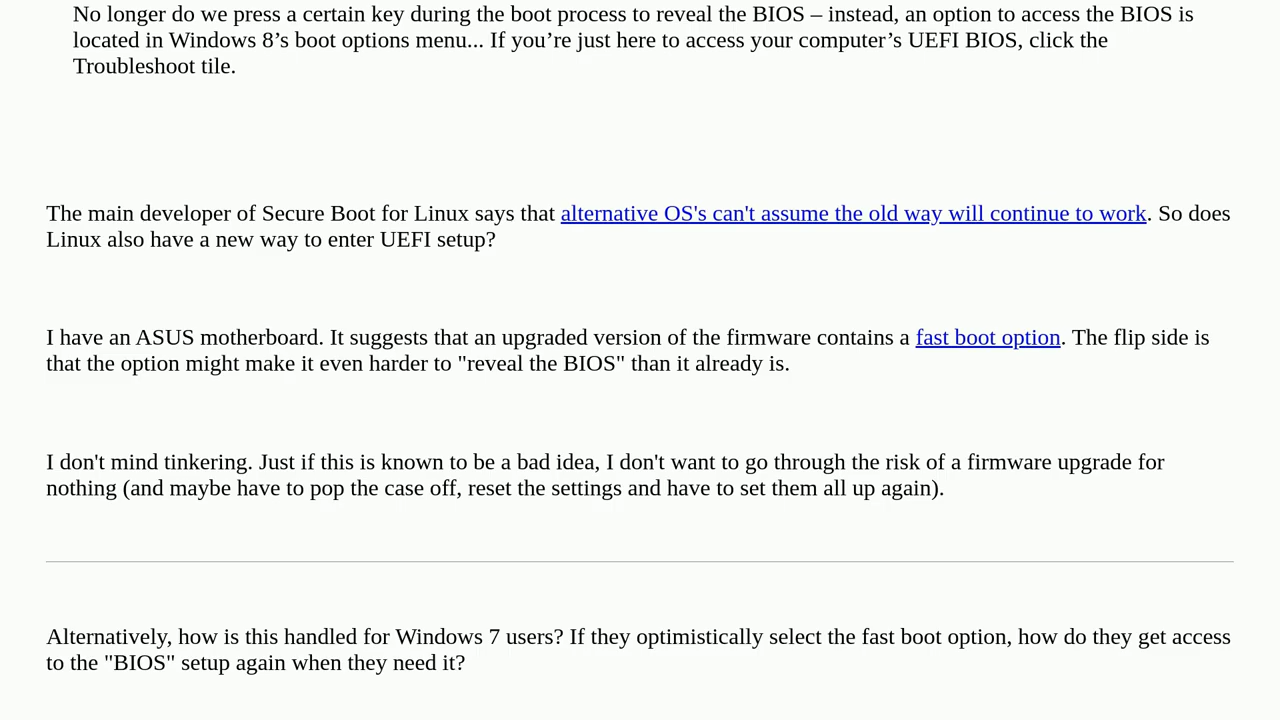 No longer do we press a certain key during the boot process to reveal the BIOS – instead, an option to access the BIOS is
located in Windows 8’s boot options menu... If you’re just here to access your computer’s UEFI BIOS, click the
Troubleshoot tile.
The main developer of Secure Boot for Linux says that alternative OS's can't assume the old way will continue to work. So does
Linux also have a new way to enter UEFI setup?
I have an ASUS motherboard. It suggests that an upgraded version of the firmware contains a fast boot option. The flip side is
that the option might make it even harder to "reveal the BIOS" than it already is.
I don't mind tinkering. Just if this is known to be a bad idea, I don't want to go through the risk of a firmware upgrade for
nothing (and maybe have to pop the case off, reset the settings and have to set them all up again).
Alternatively, how is this handled for Windows 7 users? If they optimistically select the fast boot option, how do they get access
to the "BIOS" setup again when they need it?